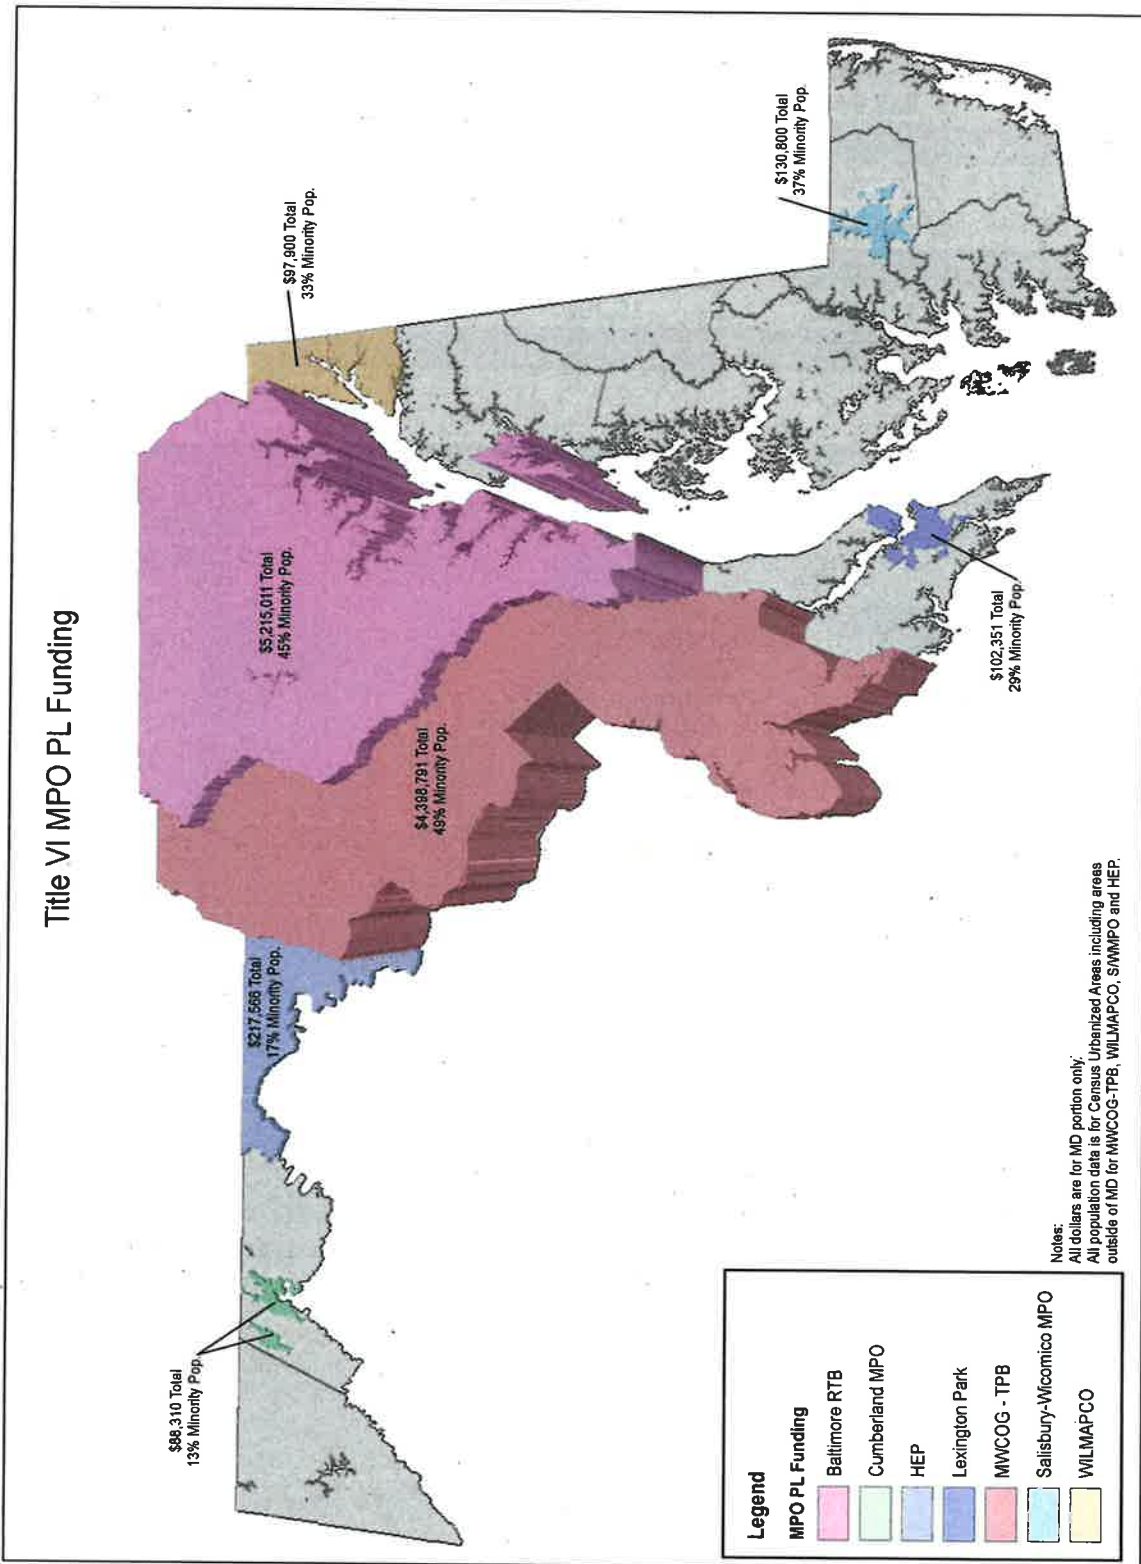 Title VI MPO PL Funding
$88,310 Total
13% Minority Pop.
$217,566 Total
17% Minority Pop.
$4,398,791 Total
49% Minority Pop.
$5,215,011 Total
45% Minority Pop.
$97,900 Total
33% Minority Pop.
$130,800 Total
37% Minority Pop.
$102,351 Total
29% Minority Pop.
Legend
MPO PL Funding
Baltimore RTB
Cumberland MPO
HEP
Lexington Park
MWCOG - TPB
Salisbury-Wicomico MPO
WILMAPCO
Notes:
All dollars are for MD portion only.
All population data is for Census Urbanized Areas including areas
outside of MD for MWCOG-TPB, WILMAPCO, S/WMPO and HEP.